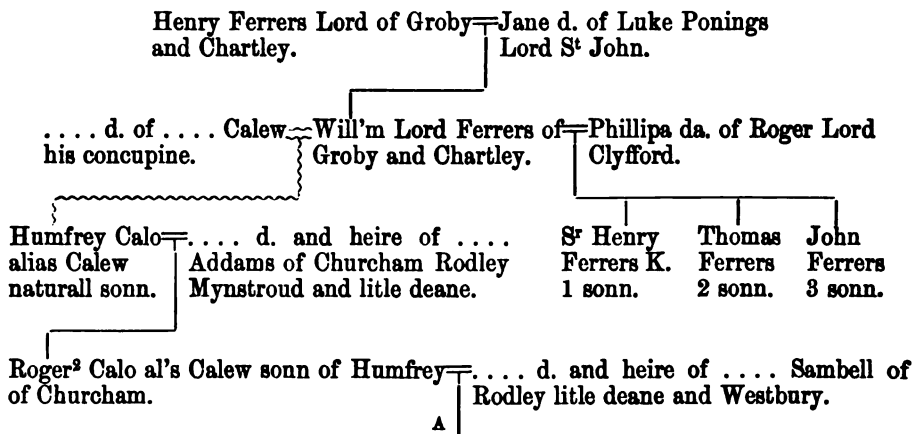 Henry Ferrers Lord of Groby
and Chartley.
Jane d. of Luke Ponings
Lord Sᵗ John.
. . . . d. of . . . . Calew
his concupine.
Will'm Lord Ferrers of
Groby and Chartley.
Phillipa da. of Roger Lord
Clyfford.
Humfrey Calo
alias Calew
naturall sonn.
. . . . d. and heire of . . . .
Addams of Churcham Rodley
Mynstroud and litle deane.
Sʳ Henry
Ferrers K.
1 sonn.
Thomas
Ferrers
2 sonn.
John
Ferrers
3 sonn.
Roger² Calo al's Calew sonn of Humfrey
of Churcham.
. . . . d. and heire of . . . . Sambell of
Rodley litle deane and Westbury.
A